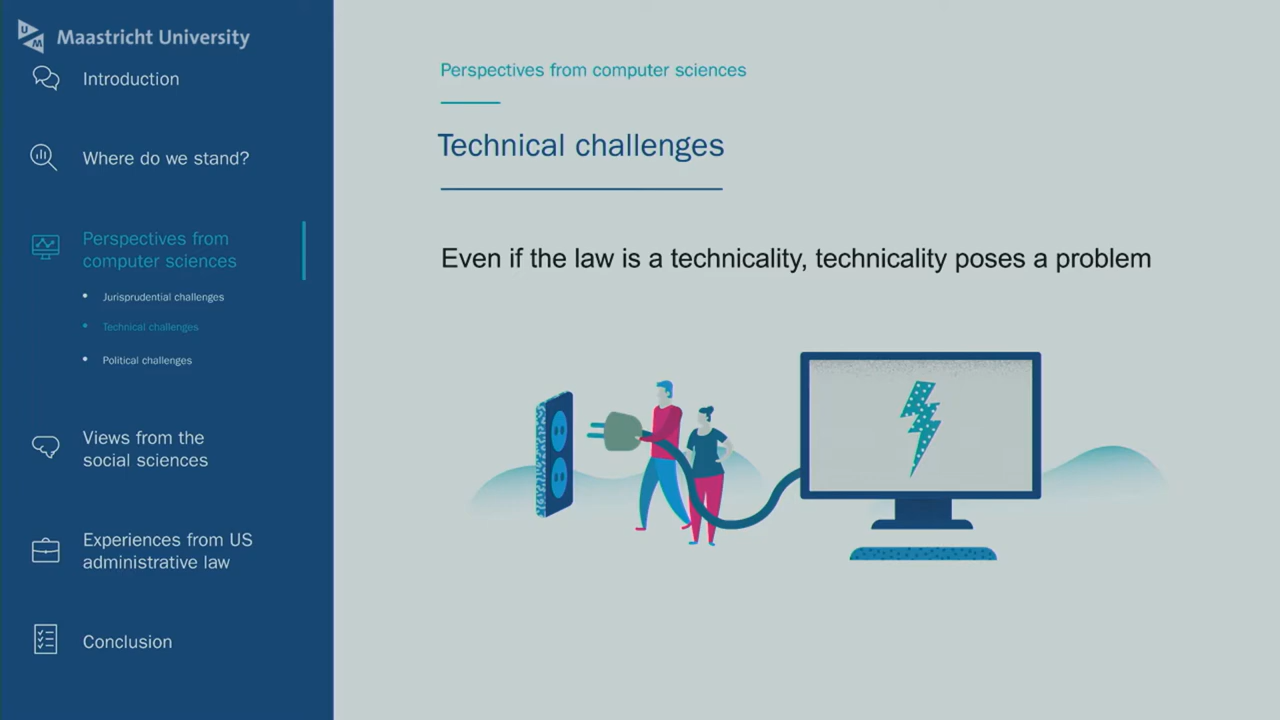 UM
Maastricht University
Introduction
Where do we stand?
Perspectives from
computer sciences
Jurisprudential challenges
Technical challenges
Political challenges
Views from the
social sciences
Experiences from US
administrative law
Conclusion
Perspectives from computer sciences
Technical challenges
Even if the law is a technicality, technicality poses a problem